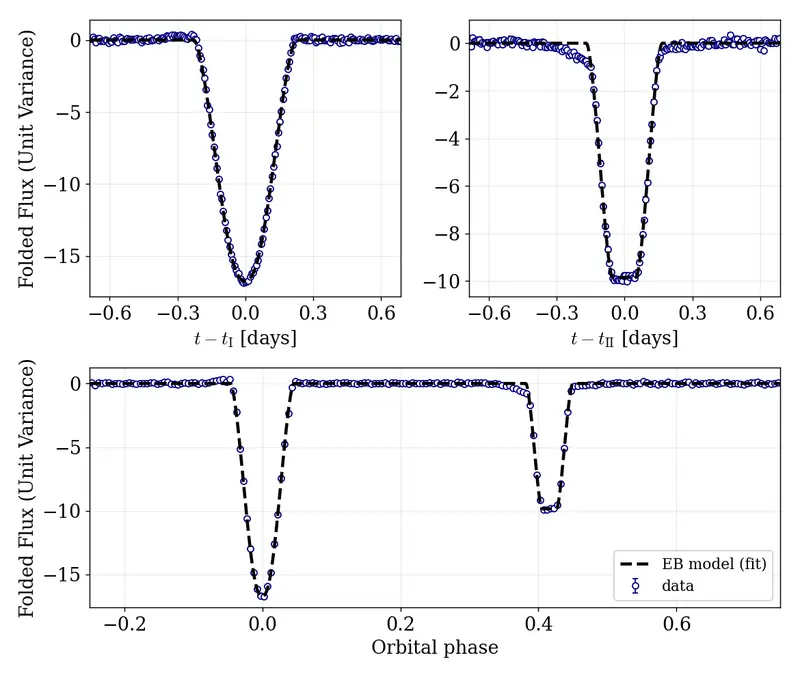 Folded Flux (Unit Variance)
0
−5
−10
−15
−0.6 −0.3 0.0 0.3 0.6
t − t_I [days]
0
−2
−4
−6
−8
−10
−0.6 −0.3 0.0 0.3 0.6
t − t_II [days]
Folded Flux (Unit Variance)
0
−5
−10
−15
−0.2 0.0 0.2 0.4 0.6
Orbital phase
EB model (fit)
data